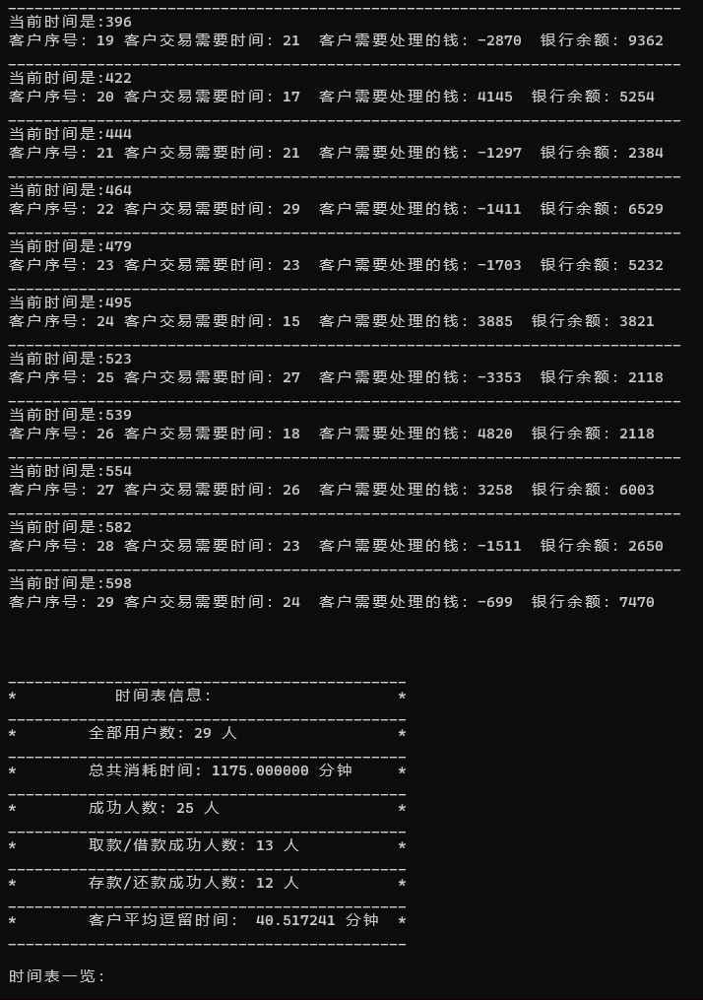 当前时间是:396
客户序号: 19 客户交易需要时间: 21 客户需要处理的钱: -2870 银行余额: 9362
当前时间是:422
客户序号: 20 客户交易需要时间: 17 客户需要处理的钱: 4145 银行余额: 5254
当前时间是:444
客户序号: 21 客户交易需要时间: 21 客户需要处理的钱: -1297 银行余额: 2384
当前时间是:464
客户序号: 22 客户交易需要时间: 29 客户需要处理的钱: -1411 银行余额: 6529
当前时间是:479
客户序号: 23 客户交易需要时间: 23 客户需要处理的钱: -1703 银行余额: 5232
当前时间是:495
客户序号: 24 客户交易需要时间: 15 客户需要处理的钱: 3885 银行余额: 3821
当前时间是:523
客户序号: 25 客户交易需要时间: 27 客户需要处理的钱: -3353 银行余额: 2118
当前时间是:539
客户序号: 26 客户交易需要时间: 18 客户需要处理的钱: 4820 银行余额: 2118
当前时间是:554
客户序号: 27 客户交易需要时间: 26 客户需要处理的钱: 3258 银行余额: 6003
当前时间是:582
客户序号: 28 客户交易需要时间: 23 客户需要处理的钱: -1511 银行余额: 2650
当前时间是:598
客户序号: 29 客户交易需要时间: 24 客户需要处理的钱: -699 银行余额: 7470
* 时间表信息: *
* 全部用户数: 29 人 *
* 总共消耗时间: 1175.000000 分钟 *
* 成功人数: 25 人 *
* 取款/借款成功人数: 13 人 *
* 存款/还款成功人数: 12 人 *
* 客户平均逗留时间: 40.517241 分钟 *
时间表一览: